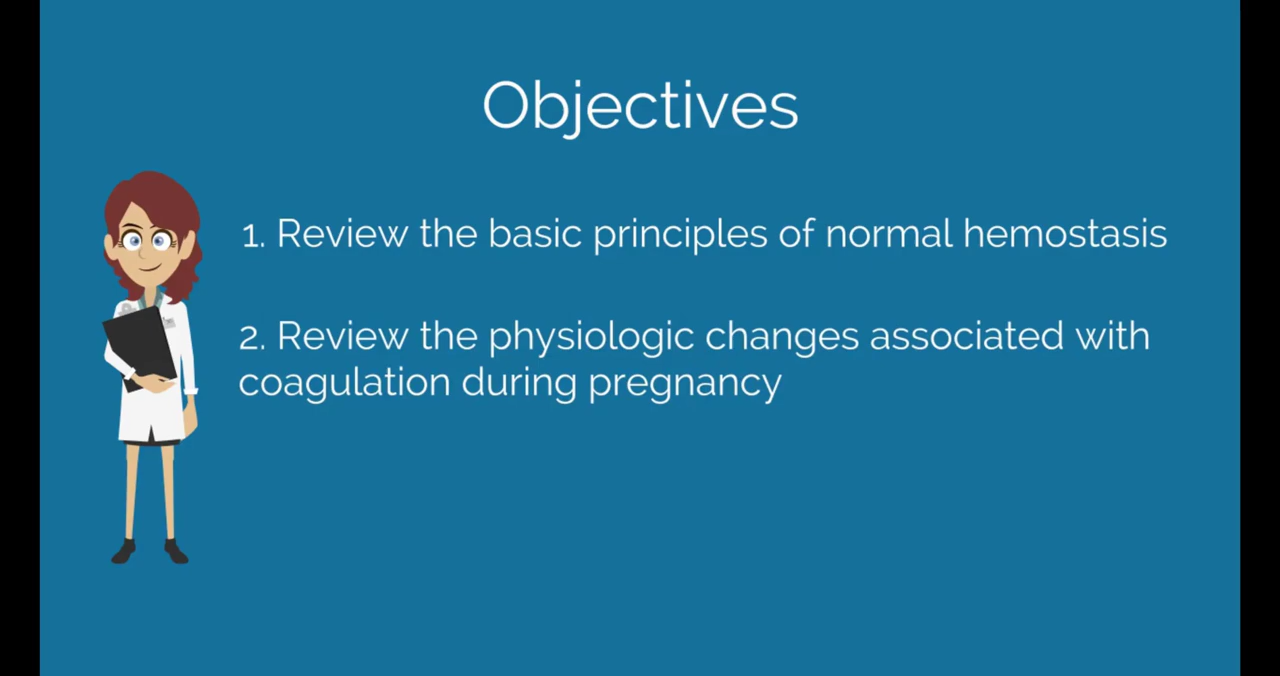 Objectives
1. Review the basic principles of normal hemostasis
2. Review the physiologic changes associated with
coagulation during pregnancy